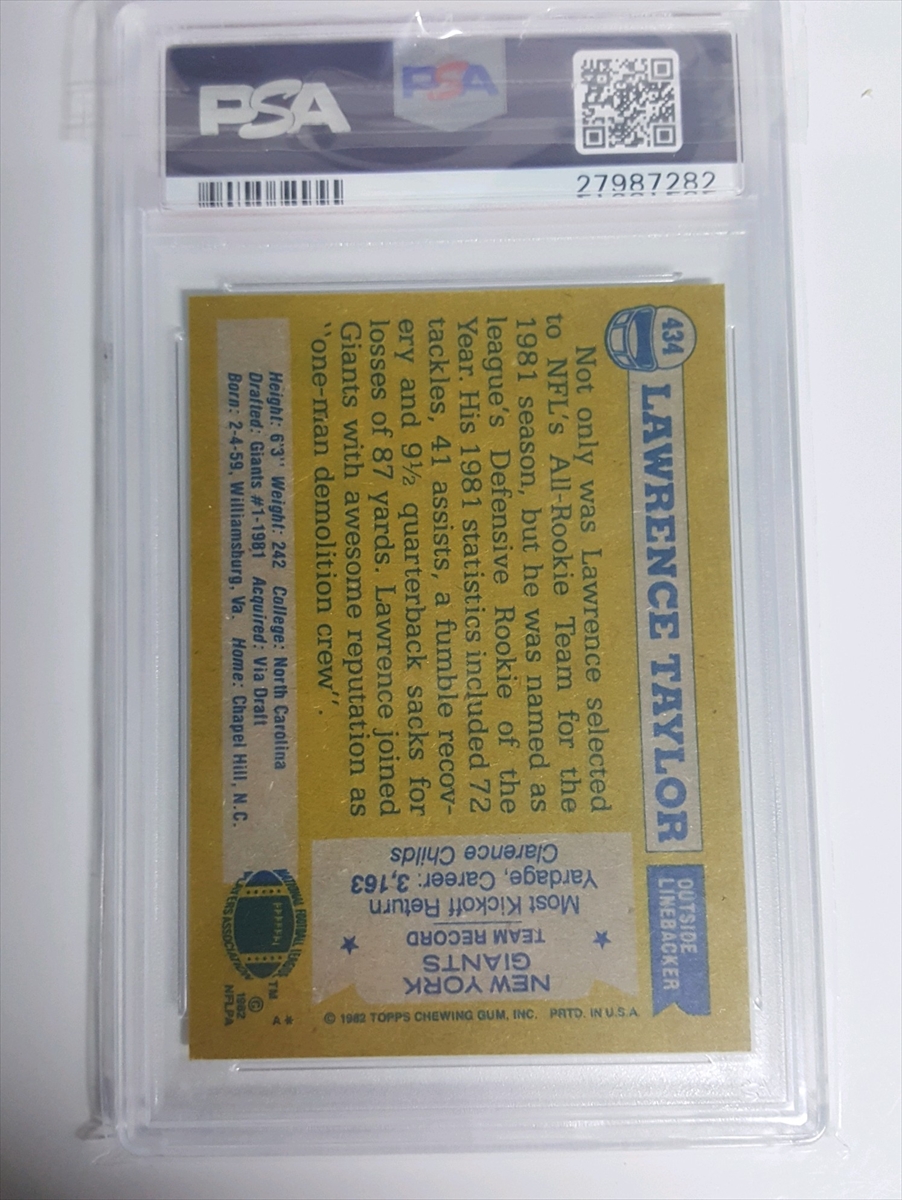 PSA
PSA
27987282
434
LAWRENCE TAYLOR
OUTSIDE
LINEBACKER
Not only was Lawrence selected
to NFL's All-Rookie Team for the
1981 season, but he was named as
league's Defensive Rookie of the
Year. His 1981 statistics included 72
tackles, 41 assists, a fumble recov-
ery and 9½ quarterback sacks for
losses of 87 yards. Lawrence joined
Giants with awesome reputation as
"one-man demolition crew".
NEW YORK
GIANTS
TEAM RECORD
Most Kickoff Return
Yardage, Career: 3,163
Clarence Childs
Height: 6'3" Weight: 242 College: North Carolina
Drafted: Giants #1-1981 Acquired: Via Draft
Born: 2-4-59, Williamsburg, Va. Home: Chapel Hill, N.C.
NATIONAL FOOTBALL LEAGUE
PLAYERS ASSOCIATION
TM
©
1982
NFLPA
A*
© 1982 TOPPS CHEWING GUM, INC. PRTD. IN U.S.A.